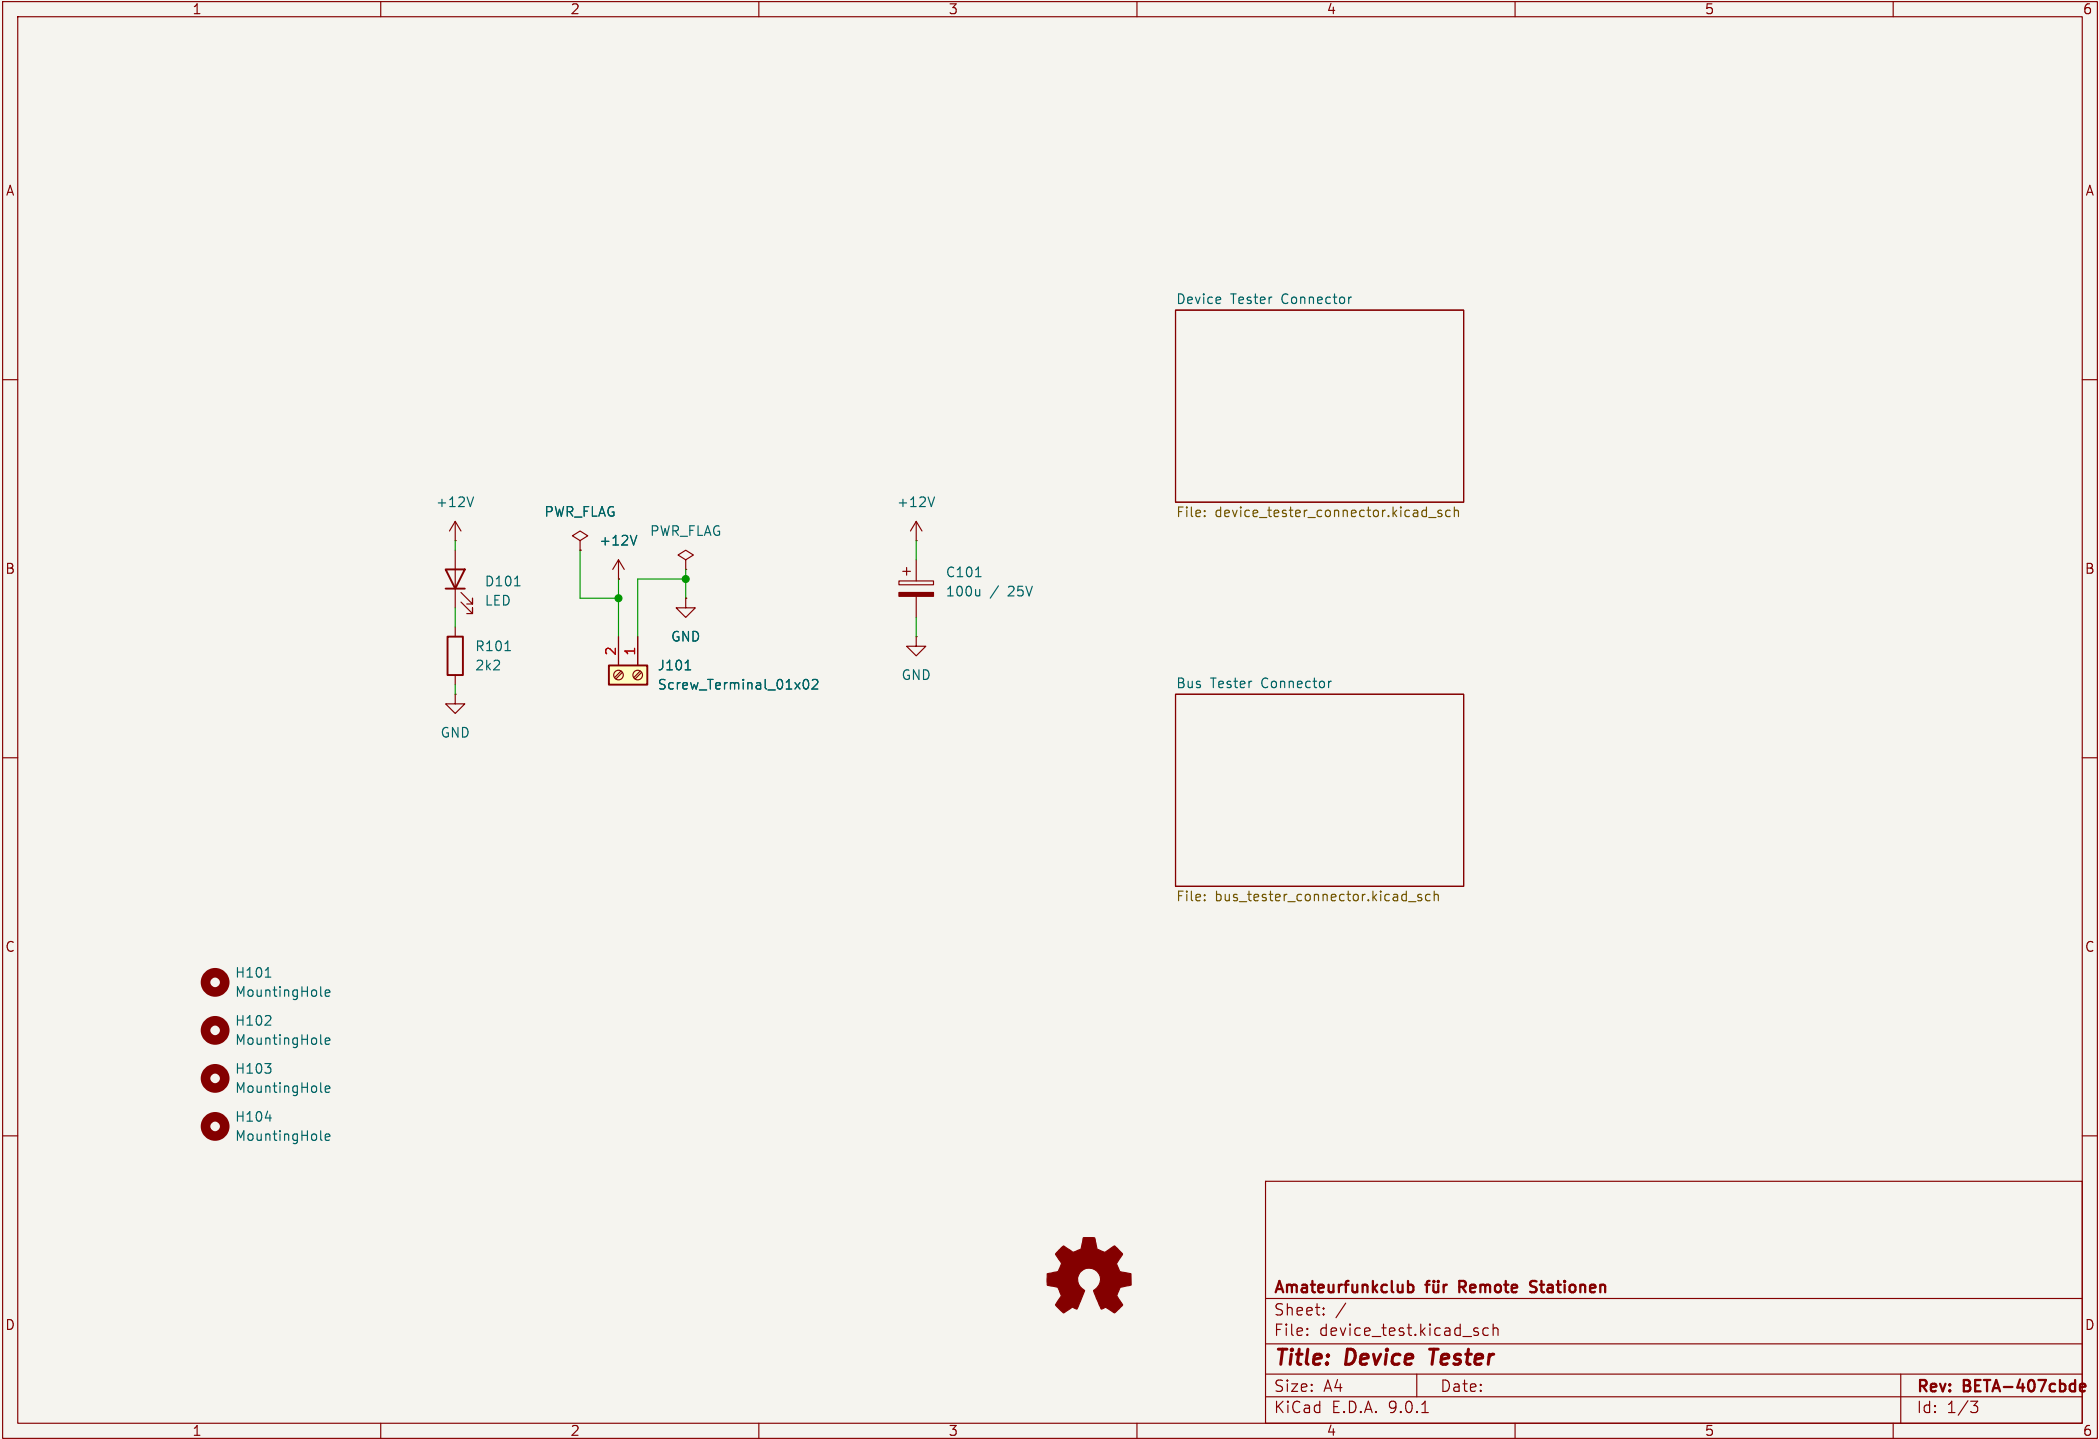 1 2 3 4 5 6
A A
Device Tester Connector
File: device_tester_connector.kicad_sch
B B
+12V
D101
LED
R101
2k2
GND
PWR_FLAG
+12V
PWR_FLAG
GND
2 1
J101
Screw_Terminal_01x02
+12V
+
C101
100u / 25V
GND
Bus Tester Connector
File: bus_tester_connector.kicad_sch
C C
H101
MountingHole
H102
MountingHole
H103
MountingHole
H104
MountingHole
D D
Amateurfunkclub für Remote Stationen
Sheet: /
File: device_test.kicad_sch
Title: Device Tester
Size: A4 Date: Rev: BETA-407cbde
KiCad E.D.A. 9.0.1 Id: 1/3
1 2 3 4 5 6